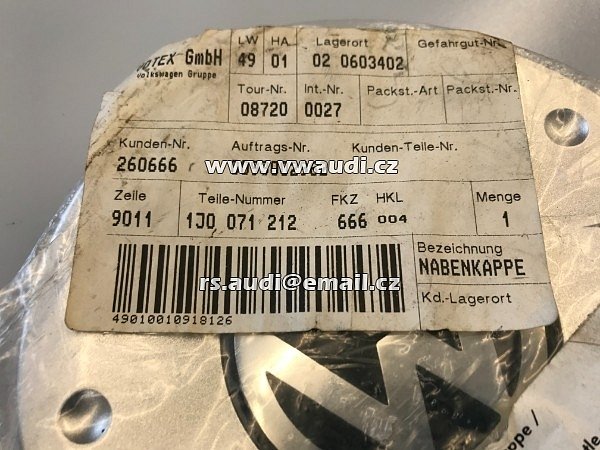 VOTEX GmbH
Volkswagen Gruppe
LW HA Lagerort Gefahrgut-Nr.
49 01 02 0603402
Tour-Nr. Int.-Nr. Packst.-Art Packst.-Nr.
08720 0027
Kunden-Nr. Auftrags-Nr. Kunden-Teile-Nr.
260666
www.vwaudi.cz
Zeile Teile-Nummer FKZ HKL Menge
9011 1J0 071 212 666 004 1
Bezeichnung
NABENKAPPE
rs.audi@email.cz
Kd.-Lagerort
49010010918126